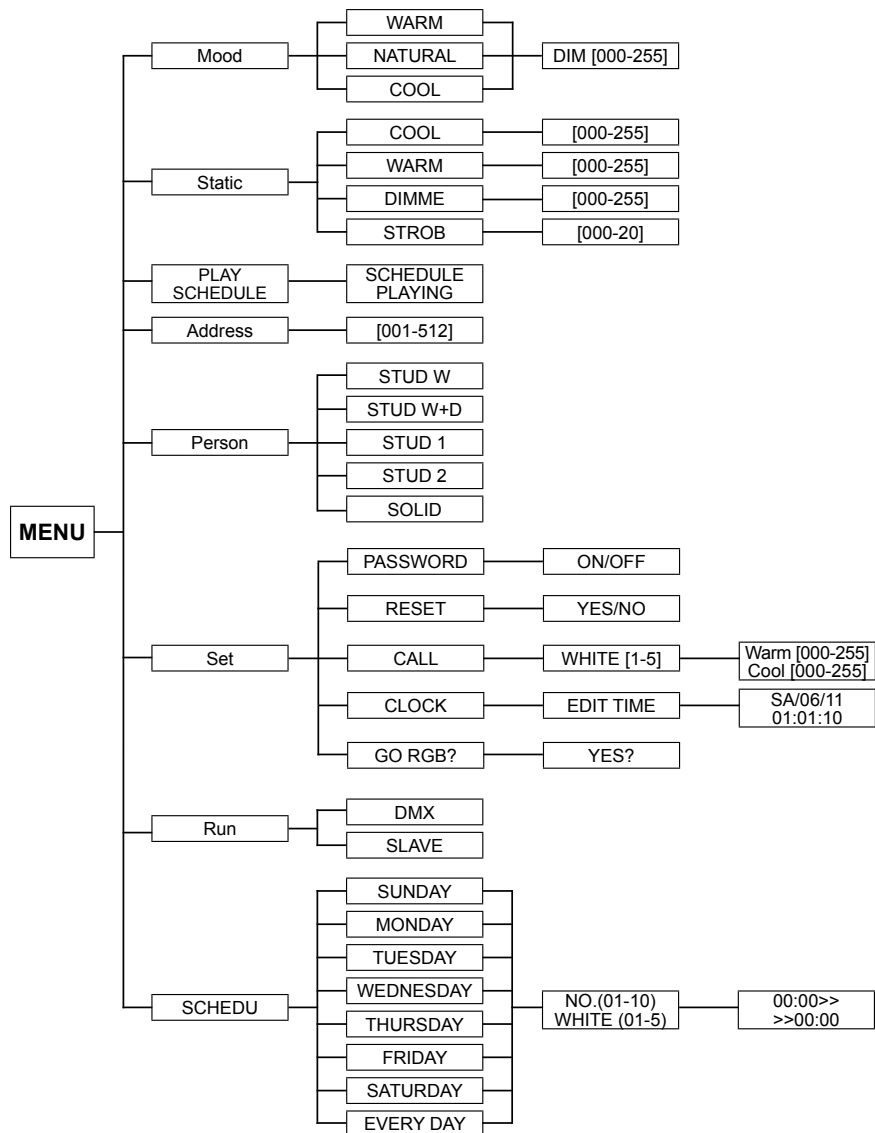 MENU
Mood
WARM
NATURAL
COOL
DIM [000-255]
Static
COOL
[000-255]
WARM
[000-255]
DIMME
[000-255]
STROB
[000-20]
PLAY
SCHEDULE
SCHEDULE
PLAYING
Address
[001-512]
Person
STUD W
STUD W+D
STUD 1
STUD 2
SOLID
Set
PASSWORD
ON/OFF
RESET
YES/NO
CALL
WHITE [1-5]
Warm [000-255]
Cool [000-255]
CLOCK
EDIT TIME
SA/06/11
01:01:10
GO RGB?
YES?
Run
DMX
SLAVE
SCHEDU
SUNDAY
MONDAY
TUESDAY
WEDNESDAY
THURSDAY
FRIDAY
SATURDAY
EVERY DAY
NO.(01-10)
WHITE (01-5)
00:00>>
>>00:00